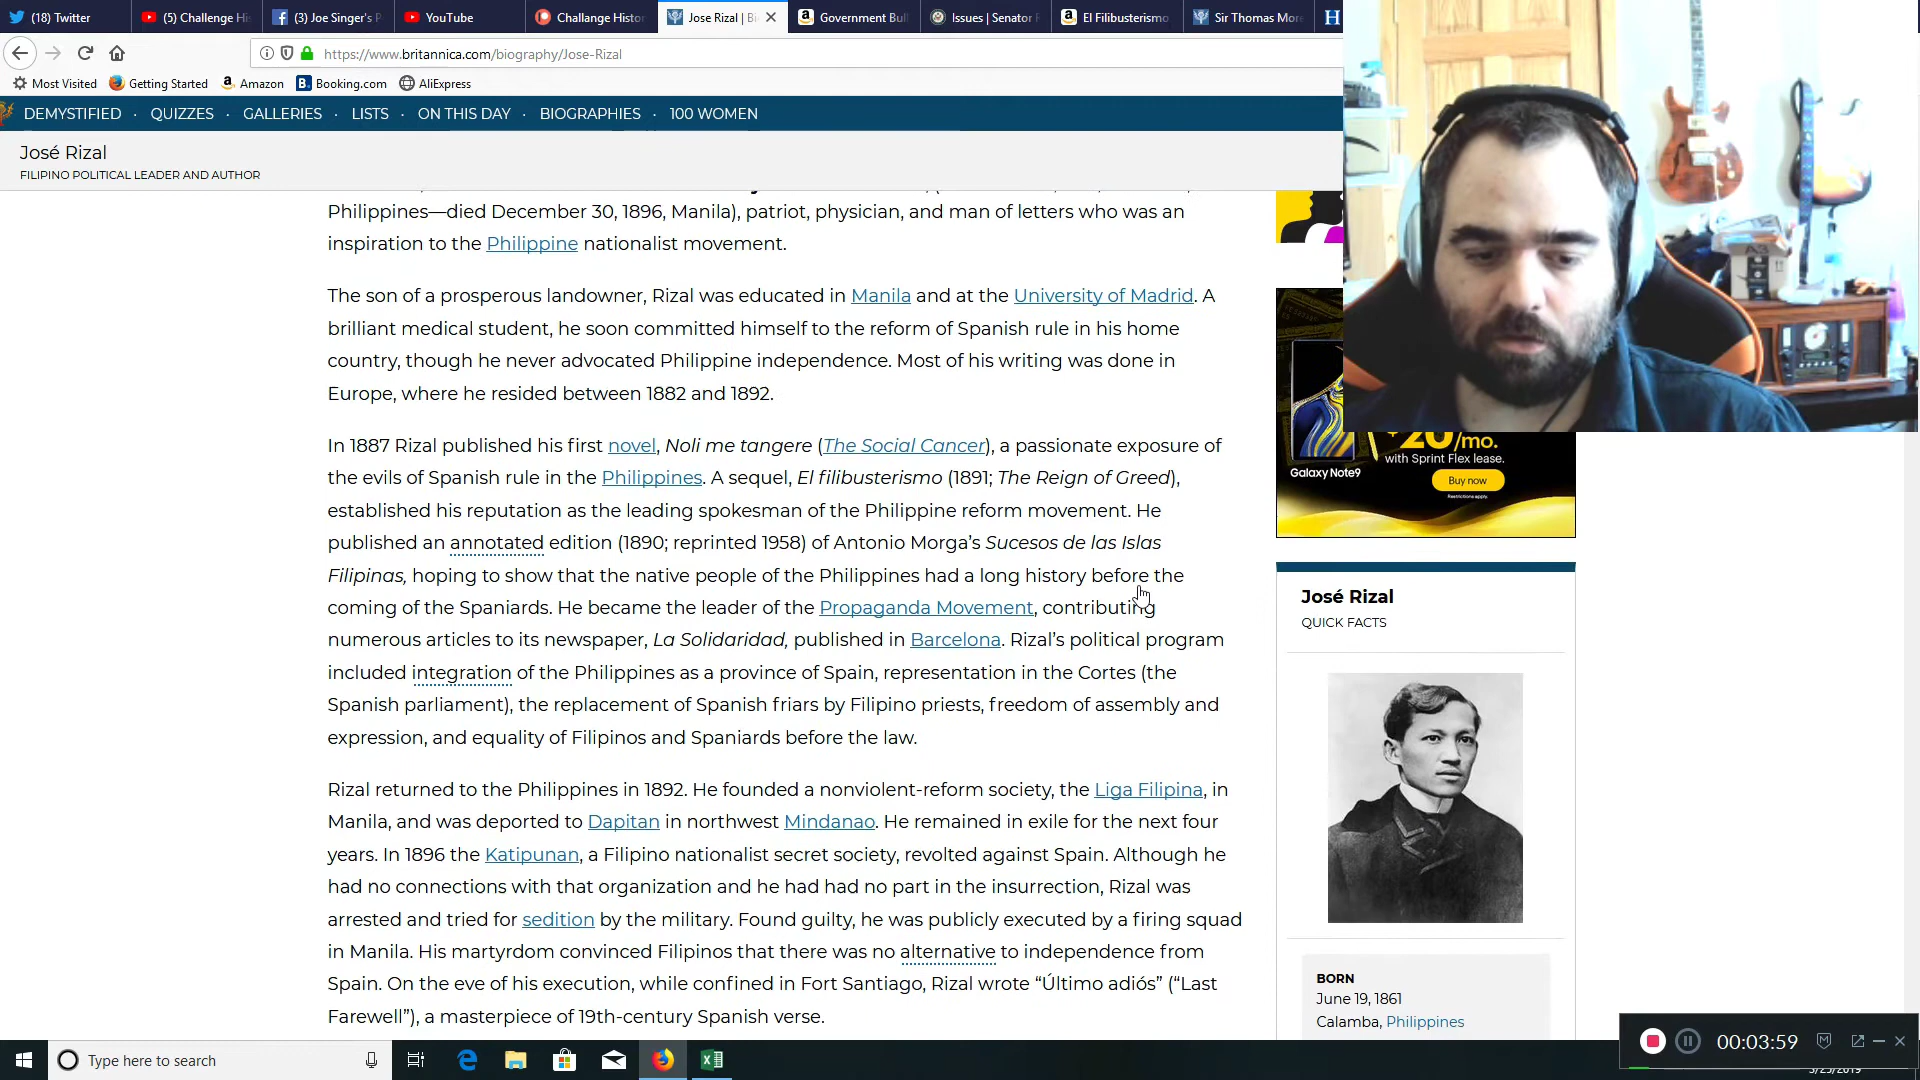 (18) Twitter
(5) Challenge His
(3) Joe Singer's P
YouTube
Challange Histor
Jose Rizal | Bi
Government Bull
Issues | Senator R
El Filibusterismo
Sir Thomas More
H
https://www.britannica.com/biography/Jose-Rizal
Most Visited
Getting Started
Amazon
Booking.com
AliExpress
DEMYSTIFIED · QUIZZES · GALLERIES · LISTS · ON THIS DAY · BIOGRAPHIES · 100 WOMEN
José Rizal
FILIPINO POLITICAL LEADER AND AUTHOR
Philippines—died December 30, 1896, Manila), patriot, physician, and man of letters who was an
inspiration to the Philippine nationalist movement.
The son of a prosperous landowner, Rizal was educated in Manila and at the University of Madrid. A
brilliant medical student, he soon committed himself to the reform of Spanish rule in his home
country, though he never advocated Philippine independence. Most of his writing was done in
Europe, where he resided between 1882 and 1892.
In 1887 Rizal published his first novel, Noli me tangere (The Social Cancer), a passionate exposure of
the evils of Spanish rule in the Philippines. A sequel, El filibusterismo (1891; The Reign of Greed),
established his reputation as the leading spokesman of the Philippine reform movement. He
published an annotated edition (1890; reprinted 1958) of Antonio Morga's Sucesos de las Islas
Filipinas, hoping to show that the native people of the Philippines had a long history before the
coming of the Spaniards. He became the leader of the Propaganda Movement, contributing
numerous articles to its newspaper, La Solidaridad, published in Barcelona. Rizal's political program
included integration of the Philippines as a province of Spain, representation in the Cortes (the
Spanish parliament), the replacement of Spanish friars by Filipino priests, freedom of assembly and
expression, and equality of Filipinos and Spaniards before the law.
Rizal returned to the Philippines in 1892. He founded a nonviolent-reform society, the Liga Filipina, in
Manila, and was deported to Dapitan in northwest Mindanao. He remained in exile for the next four
years. In 1896 the Katipunan, a Filipino nationalist secret society, revolted against Spain. Although he
had no connections with that organization and he had had no part in the insurrection, Rizal was
arrested and tried for sedition by the military. Found guilty, he was publicly executed by a firing squad
in Manila. His martyrdom convinced Filipinos that there was no alternative to independence from
Spain. On the eve of his execution, while confined in Fort Santiago, Rizal wrote “Último adiós” (“Last
Farewell”), a masterpiece of 19th-century Spanish verse.
$20/mo.
with Sprint Flex lease.
Galaxy Note9
Buy now
Restrictions apply.
José Rizal
QUICK FACTS
BORN
June 19, 1861
Calamba, Philippines
00:03:59
Type here to search